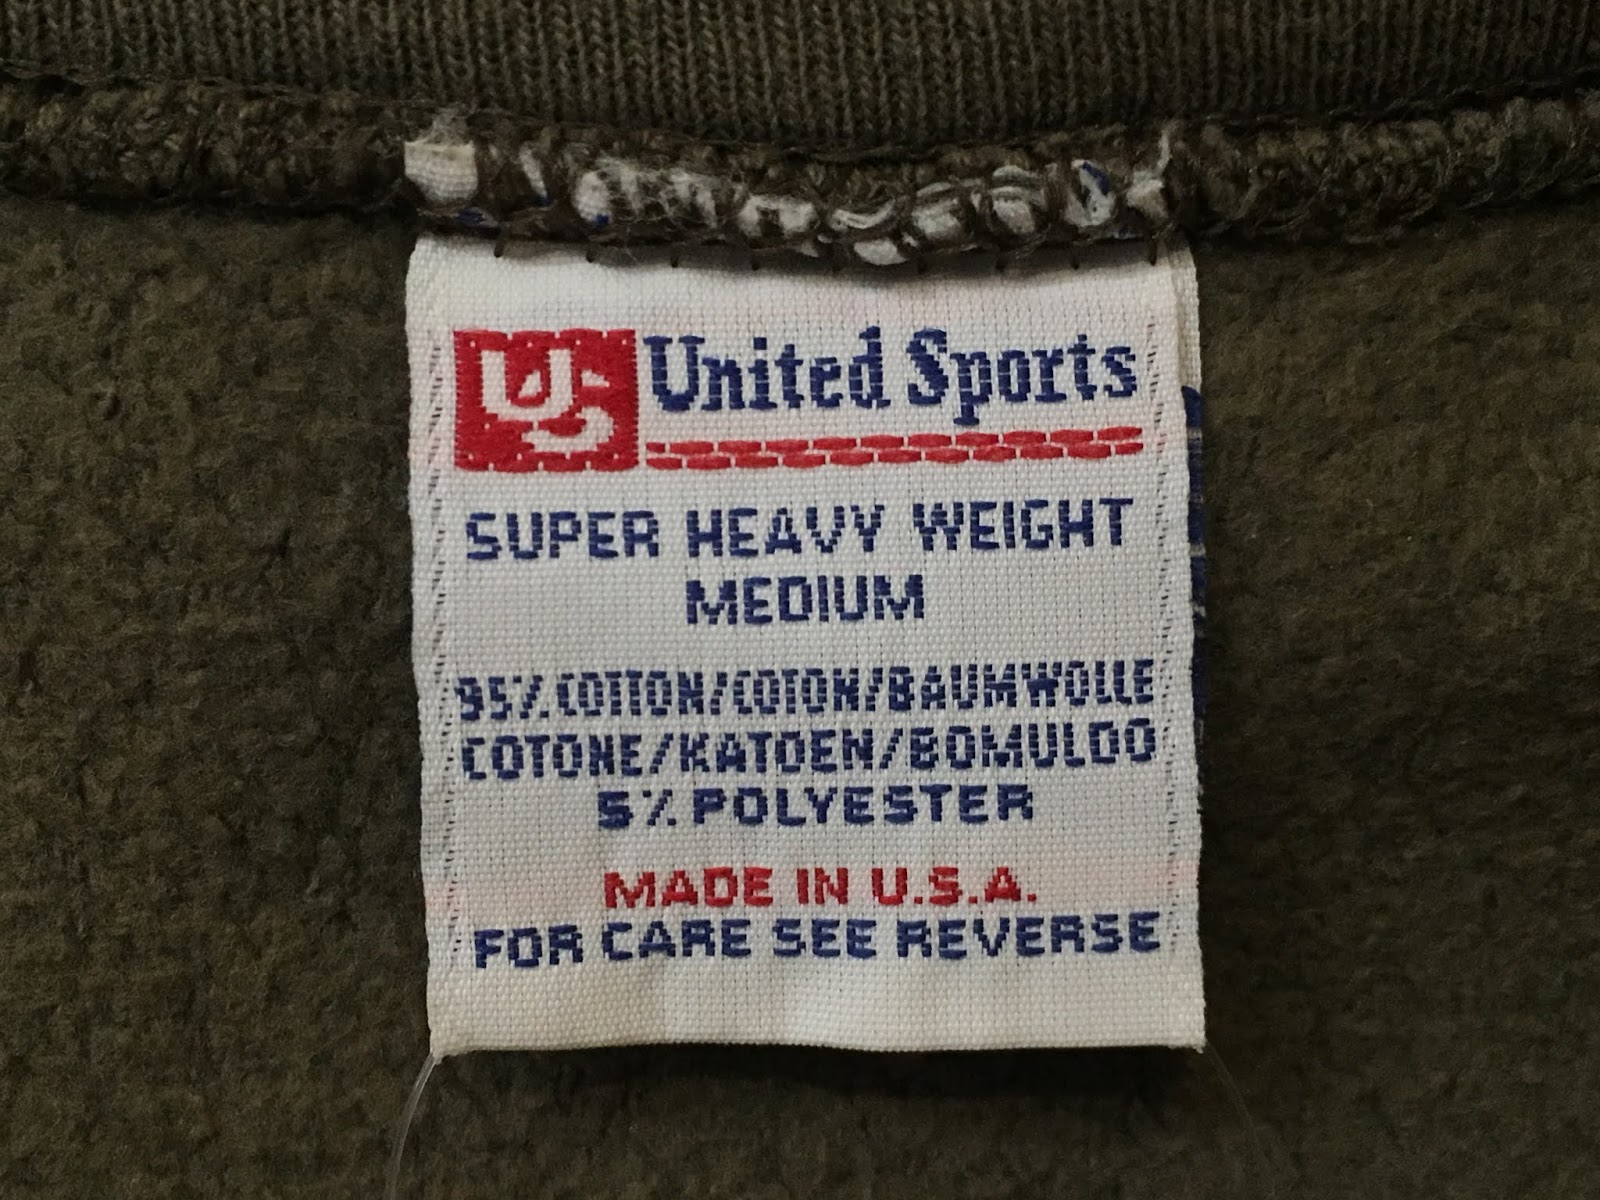 US United Sports
SUPER HEAVY WEIGHT
MEDIUM
95% COTTON/COTON/BAUMWOLLE
COTONE/KATOEN/BOMULDO
5% POLYESTER
MADE IN U.S.A.
FOR CARE SEE REVERSE